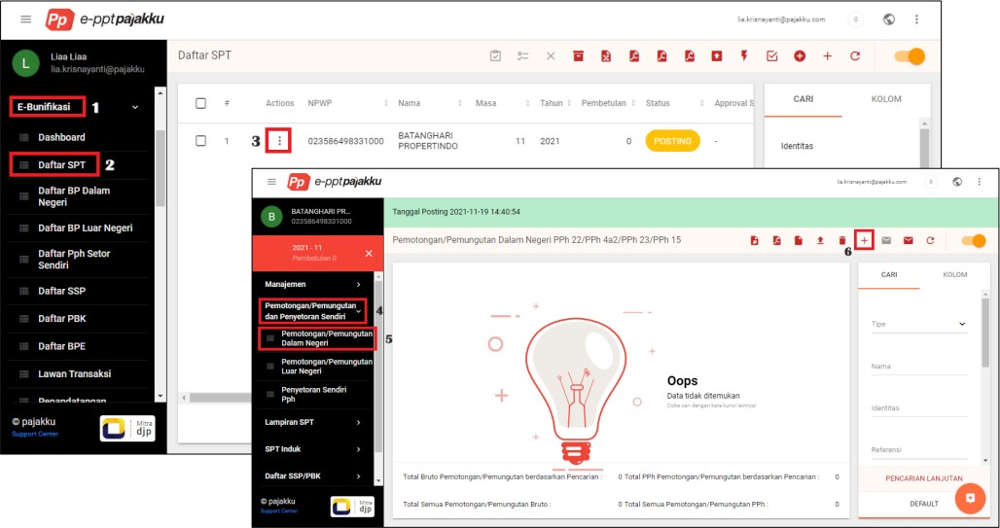 Pp e-pptpajakku
lia.krisnayanti@pajakku.com
0
L
Liaa Liaa
lia.krisnayanti@pajakku
Daftar SPT
E-Bunifikasi
1
Dashboard
Daftar SPT
2
Daftar BP Dalam
Negeri
Daftar BP Luar Negeri
Daftar Pph Setor
Sendiri
Daftar SSP
Daftar PBK
Daftar BPE
Lawan Transaksi
Penandatangan
© pajakku
Support Center
Mitra
djp
# Actions NPWP Nama Masa Tahun Pembetulan Status Approval S
1
3
023586498331000
BATANGHARI
PROPERTINDO
11
2021
0
POSTING
-
CARI
KOLOM
Identitas
Pp e-pptpajakku
lia.krisnayanti@pajakku.com
0
B
BATANGHARI PR...
023586498331000
2021 - 11
Pembetulan 0
Manajemen
Pemotongan/Pemungutan
dan Penyetoran Sendiri
4
Pemotongan/Pemungutan
Dalam Negeri
5
Pemotongan/Pemungutan
Luar Negeri
Penyetoran Sendiri
Pph
Lampiran SPT
SPT Induk
Daftar SSP/PBK
© pajakku
Support Center
Mitra
djp
Tanggal Posting 2021-11-19 14:40:54
Pemotongan/Pemungutan Dalam Negeri PPh 22/PPh 4a2/PPh 23/PPh 15
6
Oops
Data tidak ditemukan
Coba cari dengan kata kunci lainnya!
Total Bruto Pemotongan/Pemungutan berdasarkan Pencarian : 0
Total PPh Pemotongan/Pemungutan berdasarkan Pencarian : 0
Total Semua Pemotongan/Pemungutan Bruto : 0
Total Semua Pemotongan/Pemungutan PPh : 0
CARI
KOLOM
Tipe
Nama
Identitas
Referensi
PENCARIAN LANJUTAN
DEFAULT